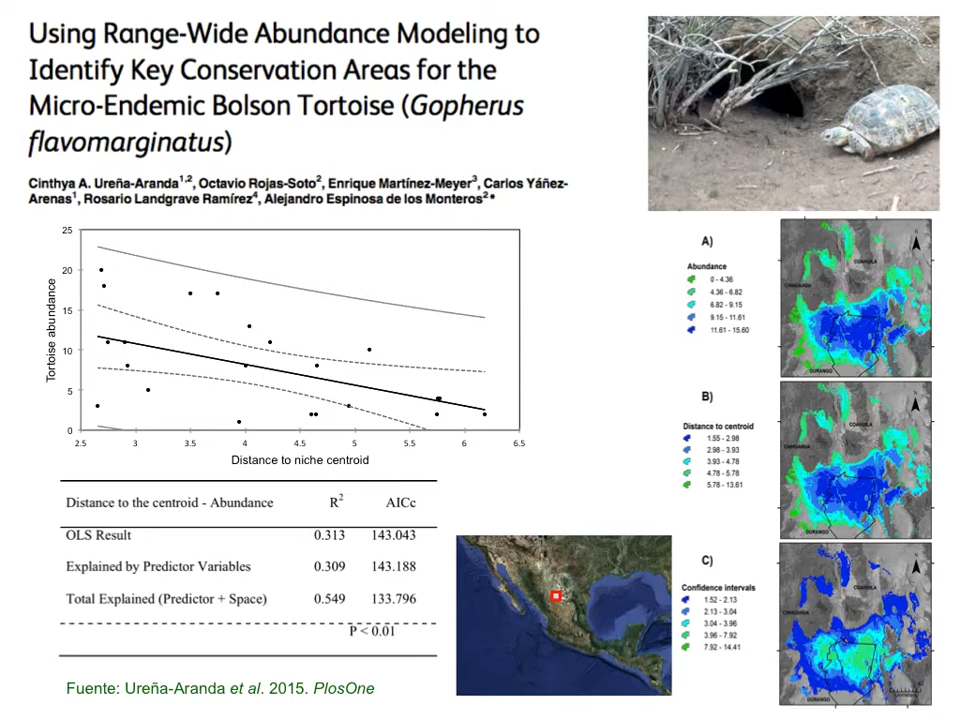 Using Range-Wide Abundance Modeling to
Identify Key Conservation Areas for the
Micro-Endemic Bolson Tortoise (Gopherus
flavomarginatus)
Cinthya A. Ureña-Aranda1,2, Octavio Rojas-Soto2, Enrique Martínez-Meyer3, Carlos Yáñez-
Arenas1, Rosario Landgrave Ramírez4, Alejandro Espinosa de los Monteros2*
25
20
15
10
5
0
Tortoise abundance
2.5 3 3.5 4 4.5 5 5.5 6 6.5
Distance to niche centroid
Distance to the centroid - Abundance R2 AICc
OLS Result 0.313 143.043
Explained by Predictor Variables 0.309 143.188
Total Explained (Predictor + Space) 0.549 133.796
P < 0.01
Fuente: Ureña-Aranda et al. 2015. PlosOne
A)
Abundance
0 - 4.36
4.36 - 6.82
6.82 - 9.15
9.15 - 11.61
11.61 - 15.60
N
COAHUILA
CHIHUAHUA
DURANGO
B)
Distance to centroid
1.55 - 2.98
2.98 - 3.93
3.93 - 4.78
4.78 - 5.78
5.78 - 13.61
N
COAHUILA
CHIHUAHUA
DURANGO
C)
Confidence intervals
1.52 - 2.13
2.13 - 3.04
3.04 - 3.96
3.96 - 7.92
7.92 - 14.41
N
COAHUILA
CHIHUAHUA
DURANGO